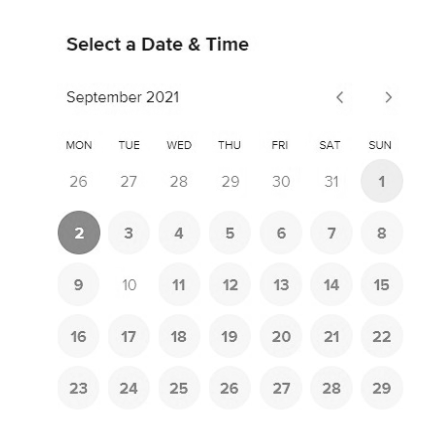 Select a Date & Time
September 2021
MON TUE WED THU FRI SAT SUN
26 27 28 29 30 31 1
2 3 4 5 6 7 8
9 10 11 12 13 14 15
16 17 18 19 20 21 22
23 24 25 26 27 28 29